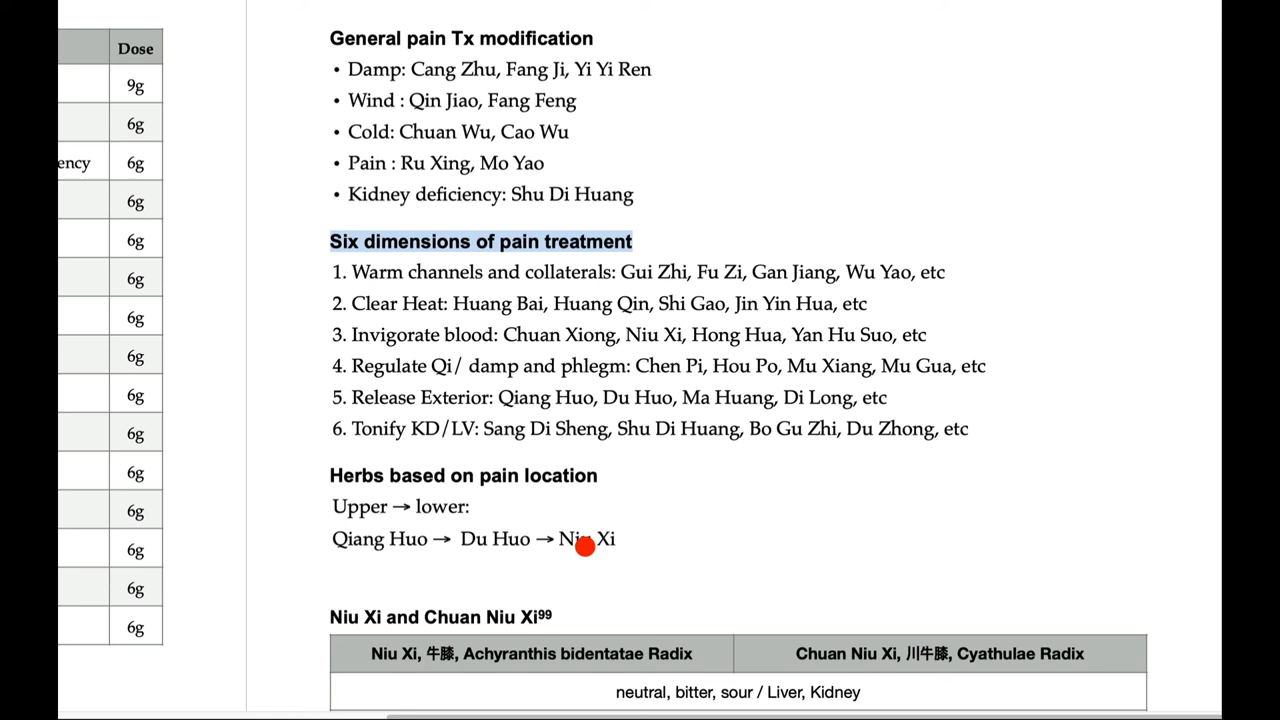 Dose
9g
6g
ency 6g
6g
6g
6g
6g
6g
6g
6g
6g
6g
6g
6g
6g
General pain Tx modification
• Damp: Cang Zhu, Fang Ji, Yi Yi Ren
• Wind : Qin Jiao, Fang Feng
• Cold: Chuan Wu, Cao Wu
• Pain : Ru Xing, Mo Yao
• Kidney deficiency: Shu Di Huang
Six dimensions of pain treatment
1. Warm channels and collaterals: Gui Zhi, Fu Zi, Gan Jiang, Wu Yao, etc
2. Clear Heat: Huang Bai, Huang Qin, Shi Gao, Jin Yin Hua, etc
3. Invigorate blood: Chuan Xiong, Niu Xi, Hong Hua, Yan Hu Suo, etc
4. Regulate Qi/ damp and phlegm: Chen Pi, Hou Po, Mu Xiang, Mu Gua, etc
5. Release Exterior: Qiang Huo, Du Huo, Ma Huang, Di Long, etc
6. Tonify KD/LV: Sang Di Sheng, Shu Di Huang, Bo Gu Zhi, Du Zhong, etc
Herbs based on pain location
Upper → lower:
Qiang Huo → Du Huo → Niu Xi
Niu Xi and Chuan Niu Xi⁹⁹
Niu Xi, 牛膝, Achyranthis bidentatae Radix
Chuan Niu Xi, 川牛膝, Cyathulae Radix
neutral, bitter, sour / Liver, Kidney